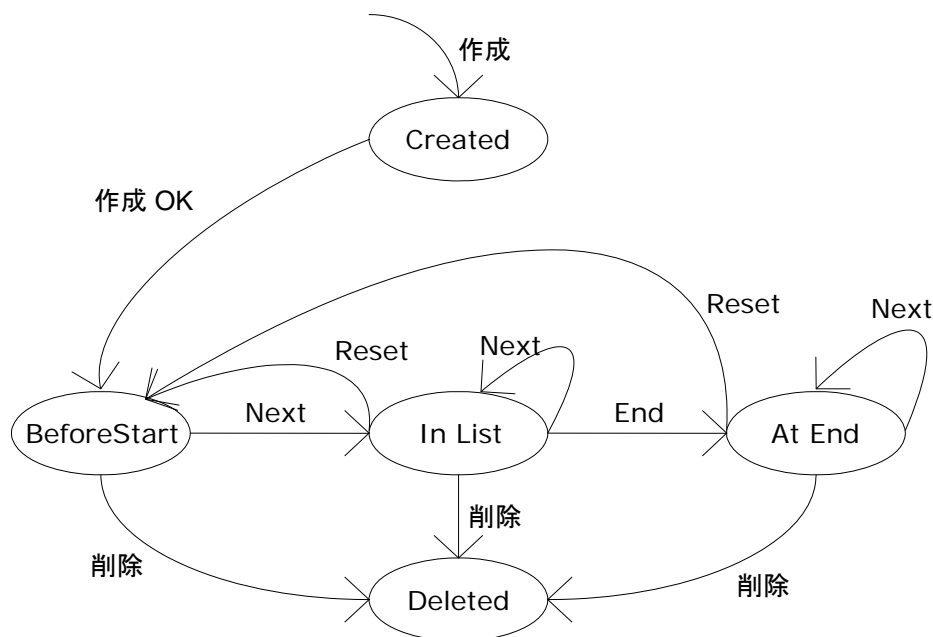 作成
Created
作成 OK
Reset
Next
Reset
Next
BeforeStart
Next
In List
End
At End
削除
削除
削除
Deleted